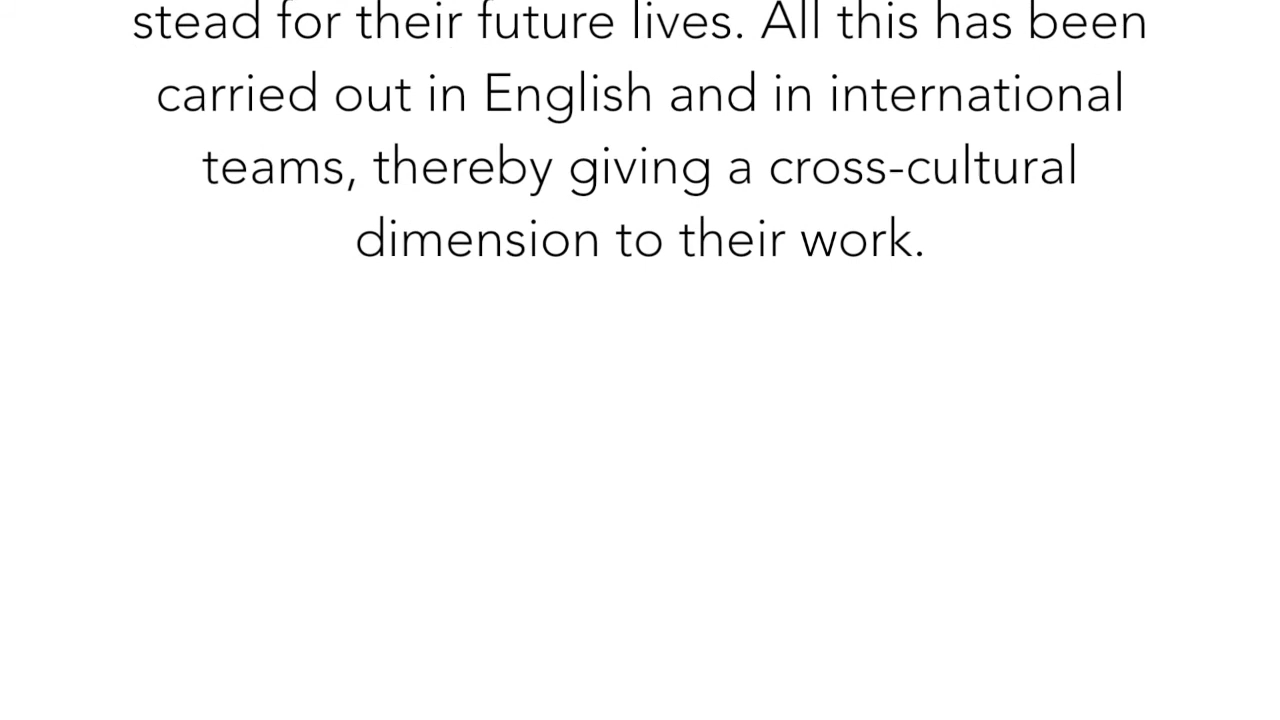 stead for their future lives. All this has been
carried out in English and in international
teams, thereby giving a cross-cultural
dimension to their work.